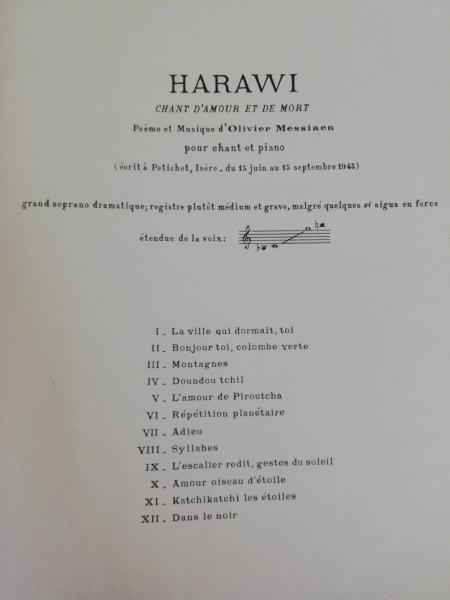 HARAWI
CHANT D'AMOUR ET DE MORT
Poème et Musique d'Olivier Messiaen
pour chant et piano
(écrit à Petichet, Isère_ du 15 juin au 15 septembre 1945)
grand soprano dramatique; registre plutôt médium et grave, malgré quelques si aigus en force
étendue de la voix:
I _ La ville qui dormait, toi
II _ Bonjour toi, colombe verte
III _ Montagnes
IV _ Doundou tchil
V _ L'amour de Piroutcha
VI _ Répétition planétaire
VII _ Adieu
VIII _ Syllabes
IX _ L'escalier redit, gestes du soleil
X _ Amour oiseau d'étoile
XI _ Katchikatchi les étoiles
XII _ Dans le noir